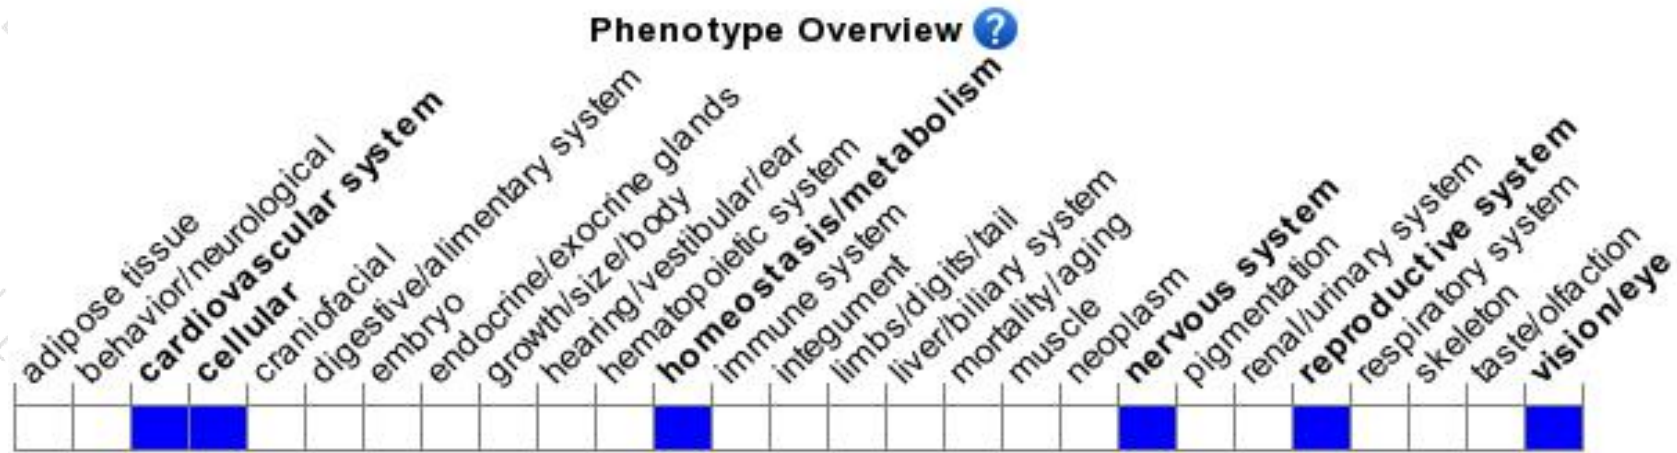 Phenotype Overview ?
adipose tissue
behavior/neurological
cardiovascular system
cellular
craniofacial
digestive/alimentary system
embryo
endocrine/exocrine glands
growth/size/body
hearing/vestibular/ear
hematopoietic system
homeostasis/metabolism
immune system
integument
limbs/digits/tail
liver/biliary system
mortality/aging
muscle
neoplasm
nervous system
pigmentation
renal/urinary system
reproductive system
respiratory system
skeleton
taste/olfaction
vision/eye